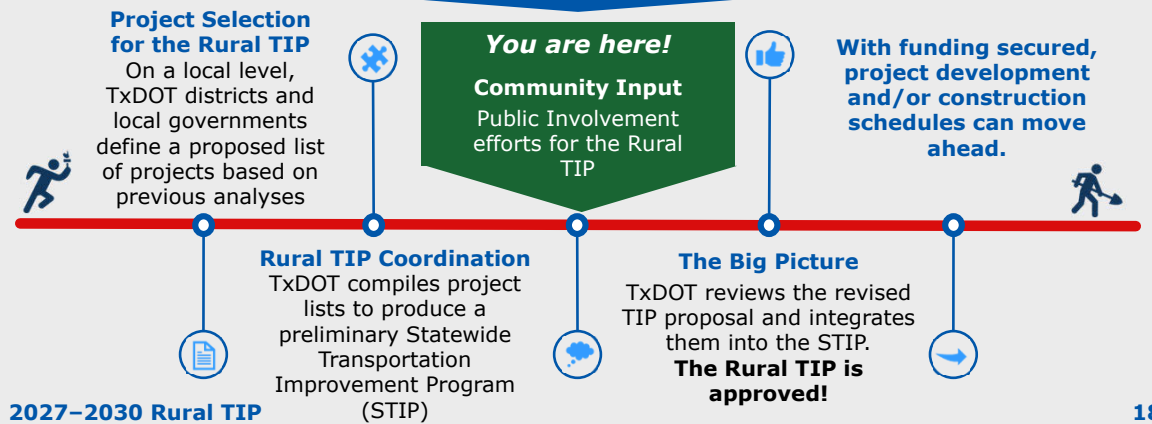 Project Selection
for the Rural TIP
On a local level,
TxDOT districts and
local governments
define a proposed list
of projects based on
previous analyses
Rural TIP Coordination
TxDOT compiles project
lists to produce a
preliminary Statewide
Transportation
Improvement Program
(STIP)
You are here!
Community Input
Public Involvement
efforts for the Rural
TIP
The Big Picture
TxDOT reviews the revised
TIP proposal and integrates
them into the STIP.
The Rural TIP is
approved!
With funding secured,
project development
and/or construction
schedules can move
ahead.
2027–2030 Rural TIP
18